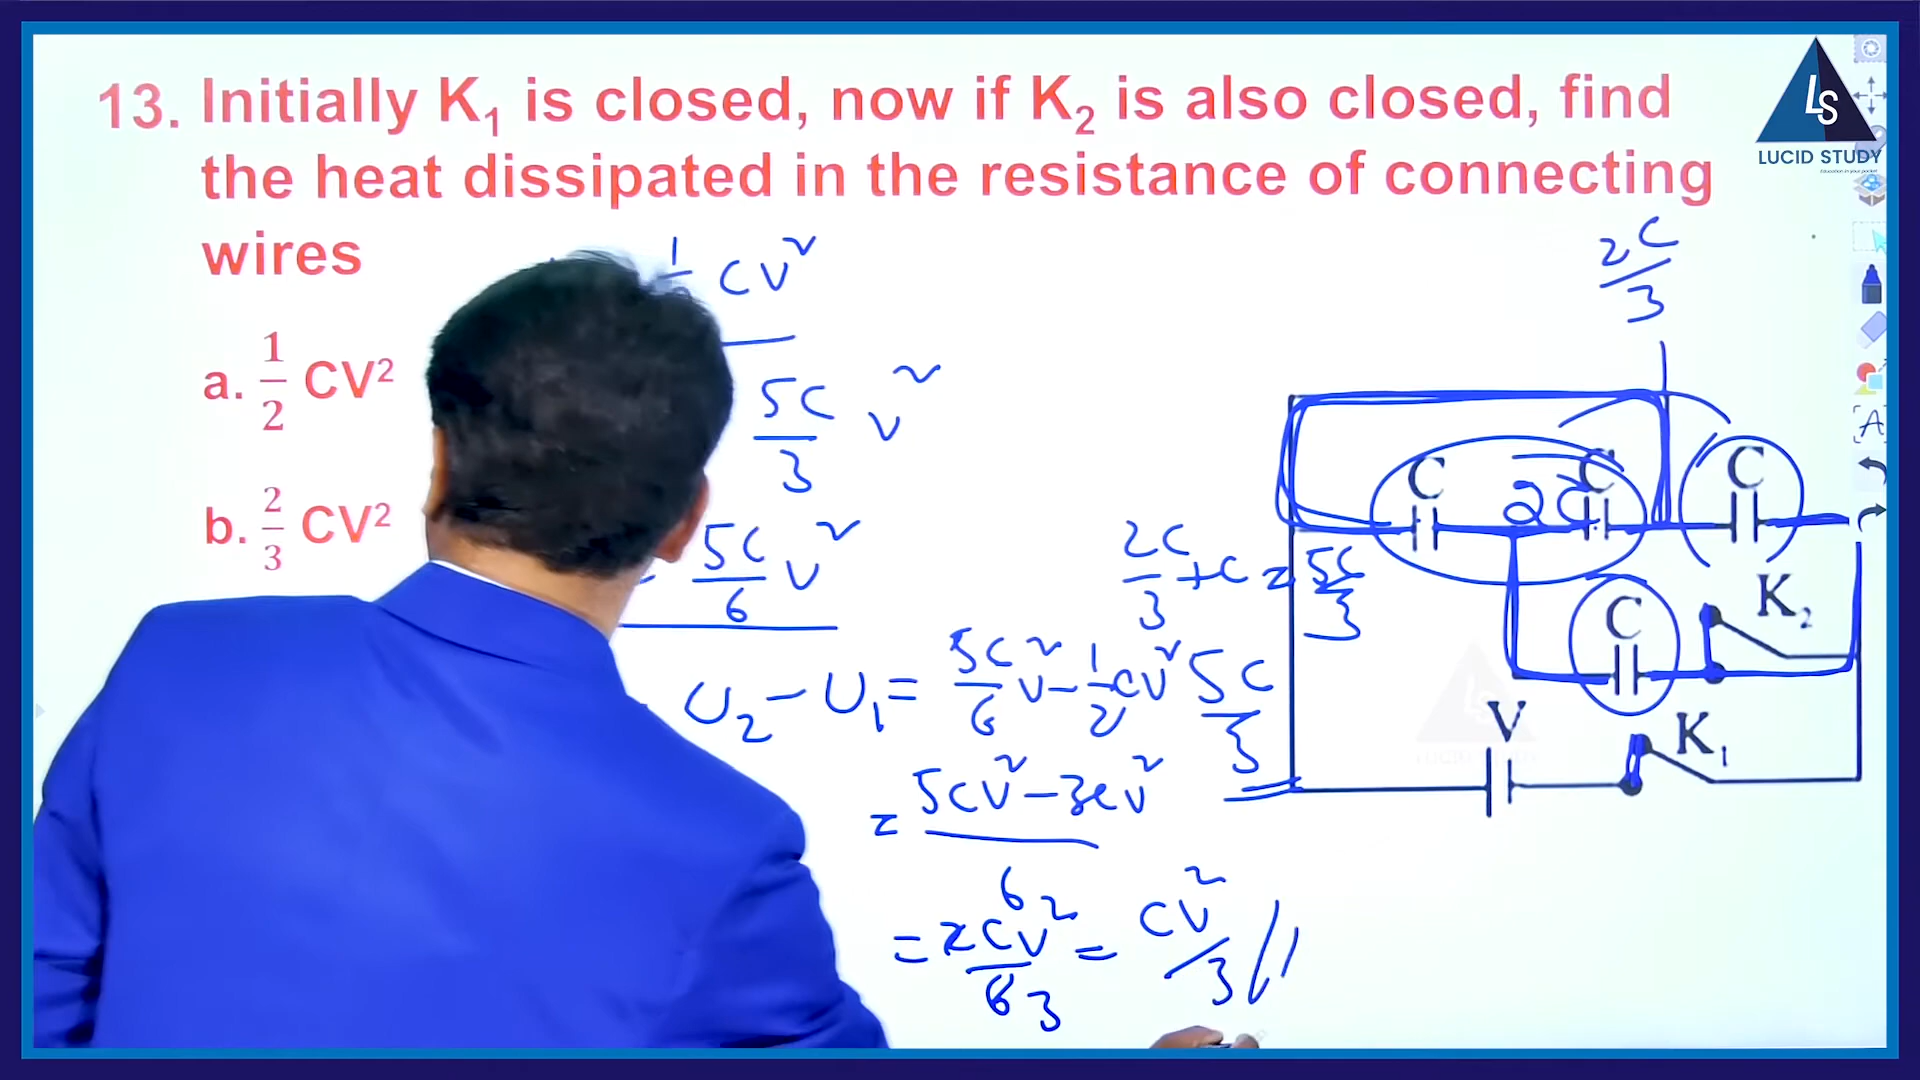 13. Initially K₁ is closed, now if K₂ is also closed, find
the heat dissipated in the resistance of connecting
wires
a. 1/2 CV²
b. 2/3 CV²
LS
LUCID STUDY
CV²
5C/3 V²
5C/6 V²
U₂ - U₁ = 5C/6 V² - 1/2 CV²
= 5CV² - 3CV² / 6
= 2CV²/6 3 = CV²/3 //
2C/3
2C/3 + C = 5C/3
5C/3
C
C
2C
C
C
K₂
V
K₁